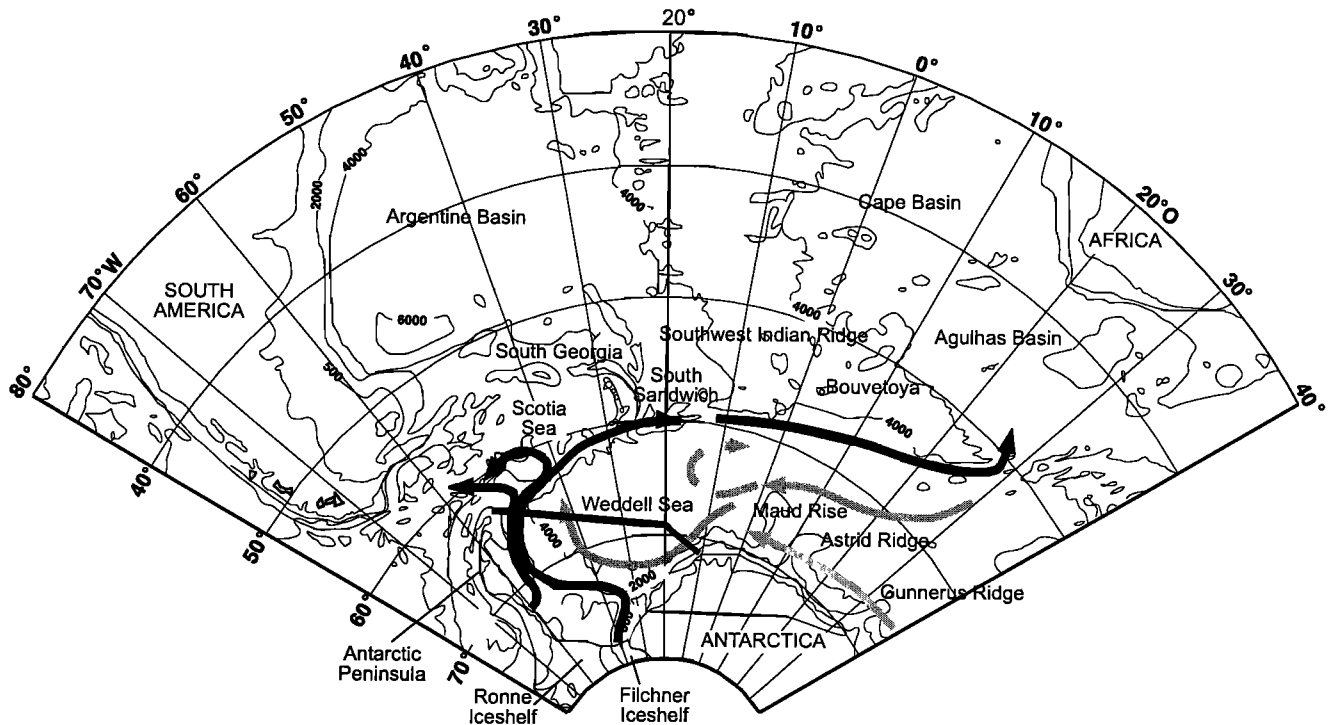 20°
30°
10°
40°
0°
50°
10°
60°
20°O
70°W
30°
80°
40°
40°
50°
60°
70°
4000
2000
4000
4000
6000
500
4000
4000
2000
Argentine Basin
Cape Basin
AFRICA
SOUTH
AMERICA
South Georgia
Southwest Indian Ridge
Agulhas Basin
South
Sandwich
Bouvetoya
Scotia
Sea
Weddell Sea
Maud Rise
Astrid Ridge
Gunnerus Ridge
ANTARCTICA
Antarctic
Peninsula
Ronne
Iceshelf
Filchner
Iceshelf